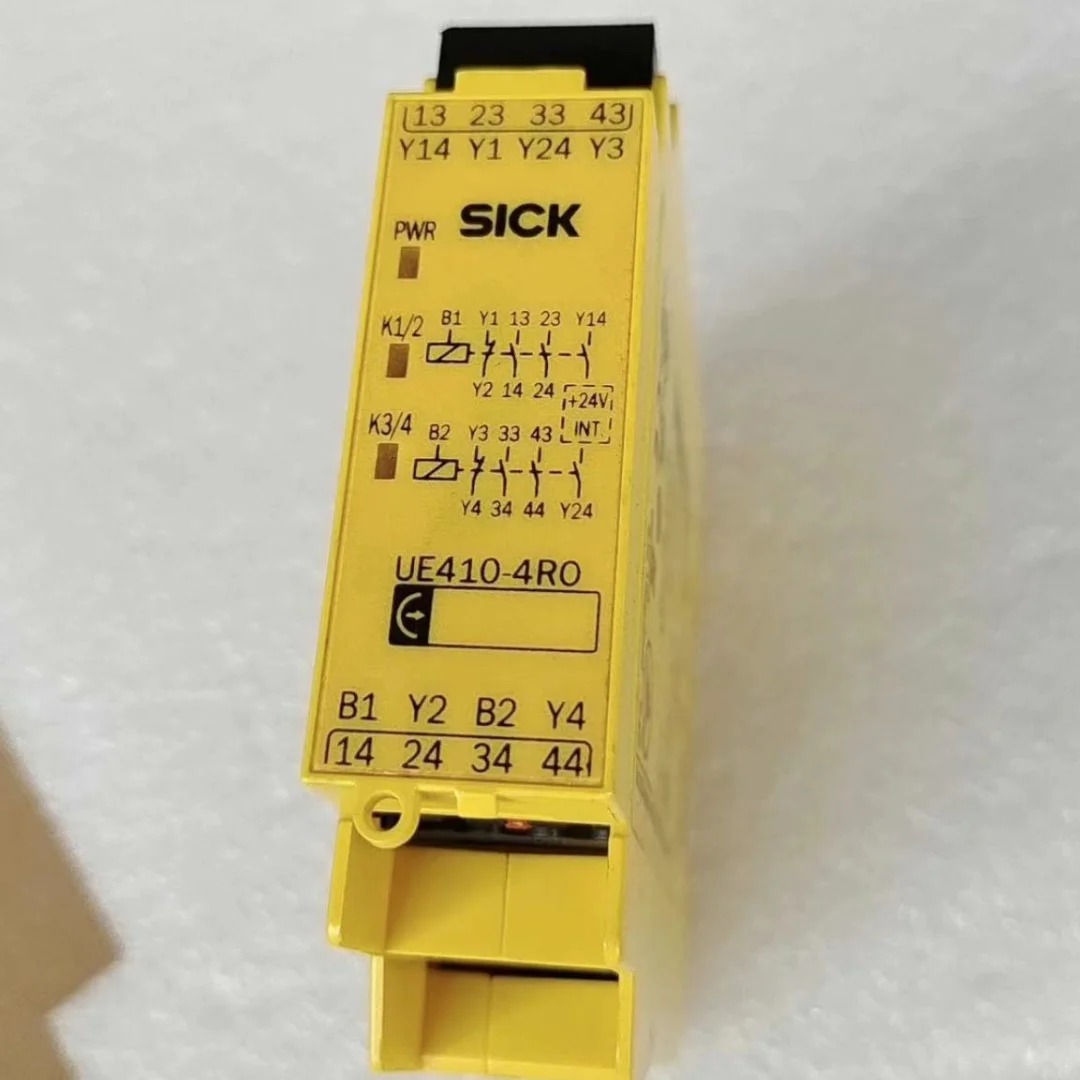 13 23 33 43
Y14 Y1 Y24 Y3
SICK
PWR
K1/2
B1 Y1 13 23 Y14
Y2 14 24
+24V
INT.
K3/4
B2 Y3 33 43
Y4 34 44 Y24
UE410-4RO
B1 Y2 B2 Y4
14 24 34 44